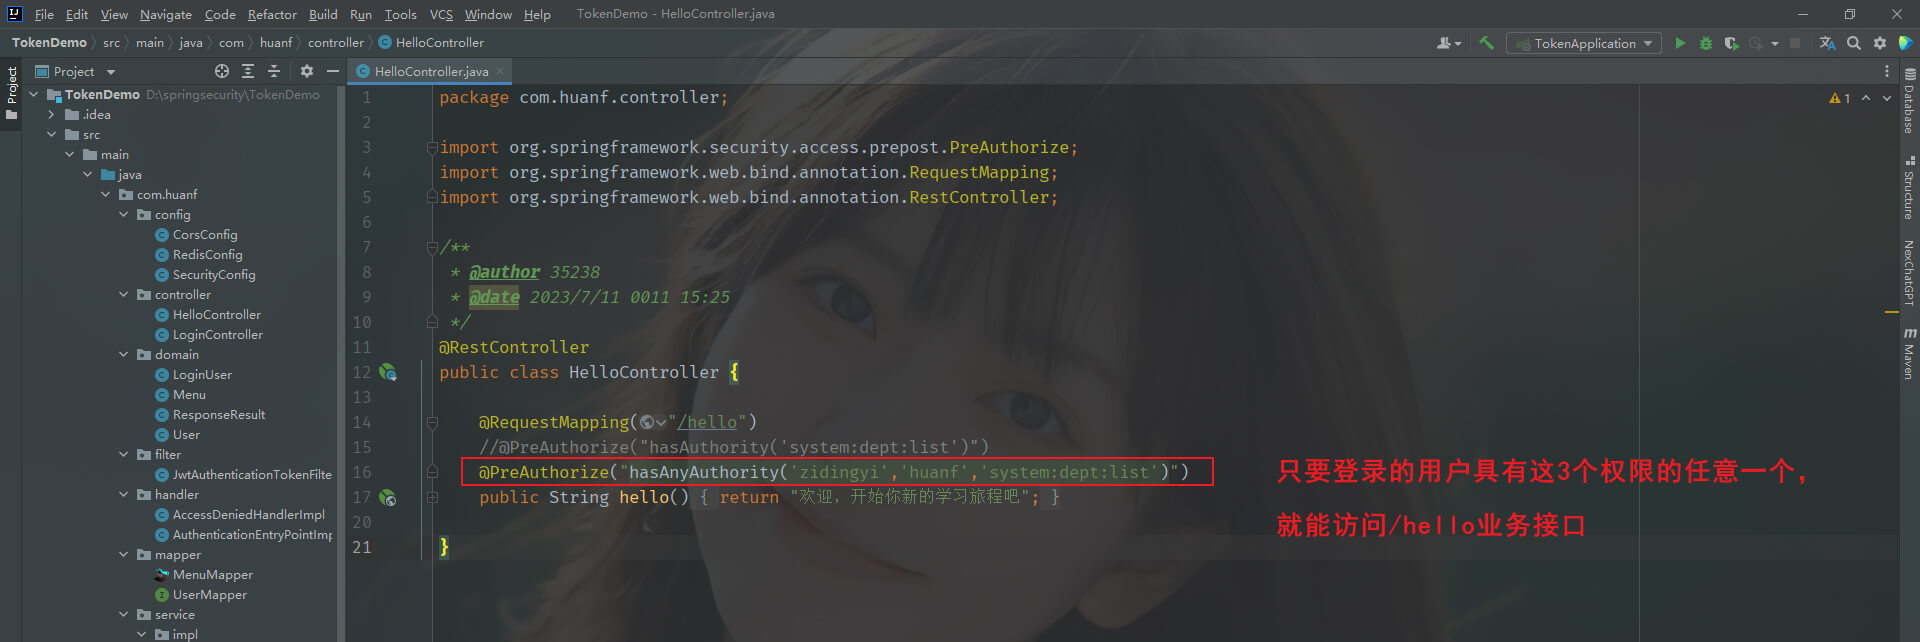 File Edit View Navigate Code Refactor Build Run Tools VCS Window Help TokenDemo - HelloController.java
TokenDemo src main java com huanf controller HelloController
TokenApplication
Project
Project
HelloController.java
TokenDemo D:\springsecurity\TokenDemo
.idea
src
main
java
com.huanf
config
CorsConfig
RedisConfig
SecurityConfig
controller
HelloController
LoginController
domain
LoginUser
Menu
ResponseResult
User
filter
JwtAuthenticationTokenFilte
handler
AccessDeniedHandlerImpl
AuthenticationEntryPointImp
mapper
MenuMapper
UserMapper
service
impl
1 package com.huanf.controller;
2
3 import org.springframework.security.access.prepost.PreAuthorize;
4 import org.springframework.web.bind.annotation.RequestMapping;
5 import org.springframework.web.bind.annotation.RestController;
6
7 /**
8 * @author 35238
9 * @date 2023/7/11 0011 15:25
10 */
11 @RestController
12 public class HelloController {
13
14 @RequestMapping("/hello")
15 //@PreAuthorize("hasAuthority('system:dept:list')")
16 @PreAuthorize("hasAnyAuthority('zidingyi','huanf','system:dept:list')")
17 public String hello() { return "欢迎，开始你新的学习旅程吧"; }
20
21 }
只要登录的用户具有这3个权限的任意一个，
就能访问/hello业务接口
1
Database
Structure
NexChatGPT
Maven